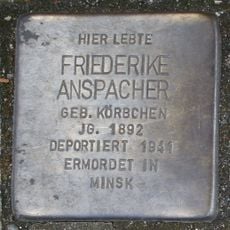 HIER LEBTE
FRIEDERIKE
ANSPACHER
GEB. KÖRBCHEN
JG. 1892
DEPORTIERT 1941
ERMORDET IN
MINSK